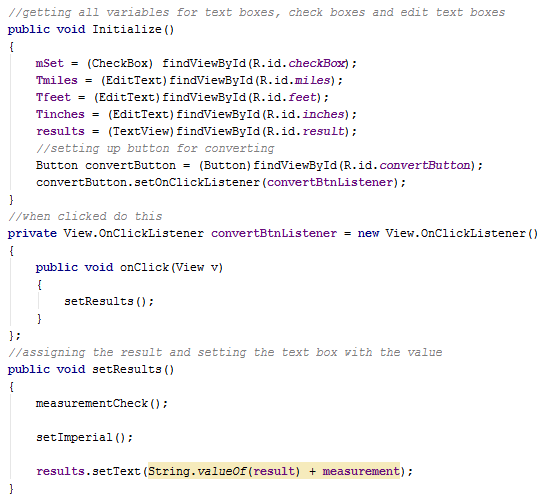 //getting all variables for text boxes, check boxes and edit text boxes
public void Initialize()
{
    mSet = (CheckBox) findViewById(R.id.checkBox);
    Tmiles = (EditText)findViewById(R.id.miles);
    Tfeet = (EditText)findViewById(R.id.feet);
    Tinches = (EditText)findViewById(R.id.inches);
    results = (TextView)findViewById(R.id.result);
    //setting up button for converting
    Button convertButton = (Button)findViewById(R.id.convertButton);
    convertButton.setOnClickListener(convertBtnListener);
}
//when clicked do this
private View.OnClickListener convertBtnListener = new View.OnClickListener()
{
    public void onClick(View v)
    {
        setResults();
    }
};
//assigning the result and setting the text box with the value
public void setResults()
{
    measurementCheck();

    setImperial();

    results.setText(String.valueOf(result) + measurement);
}